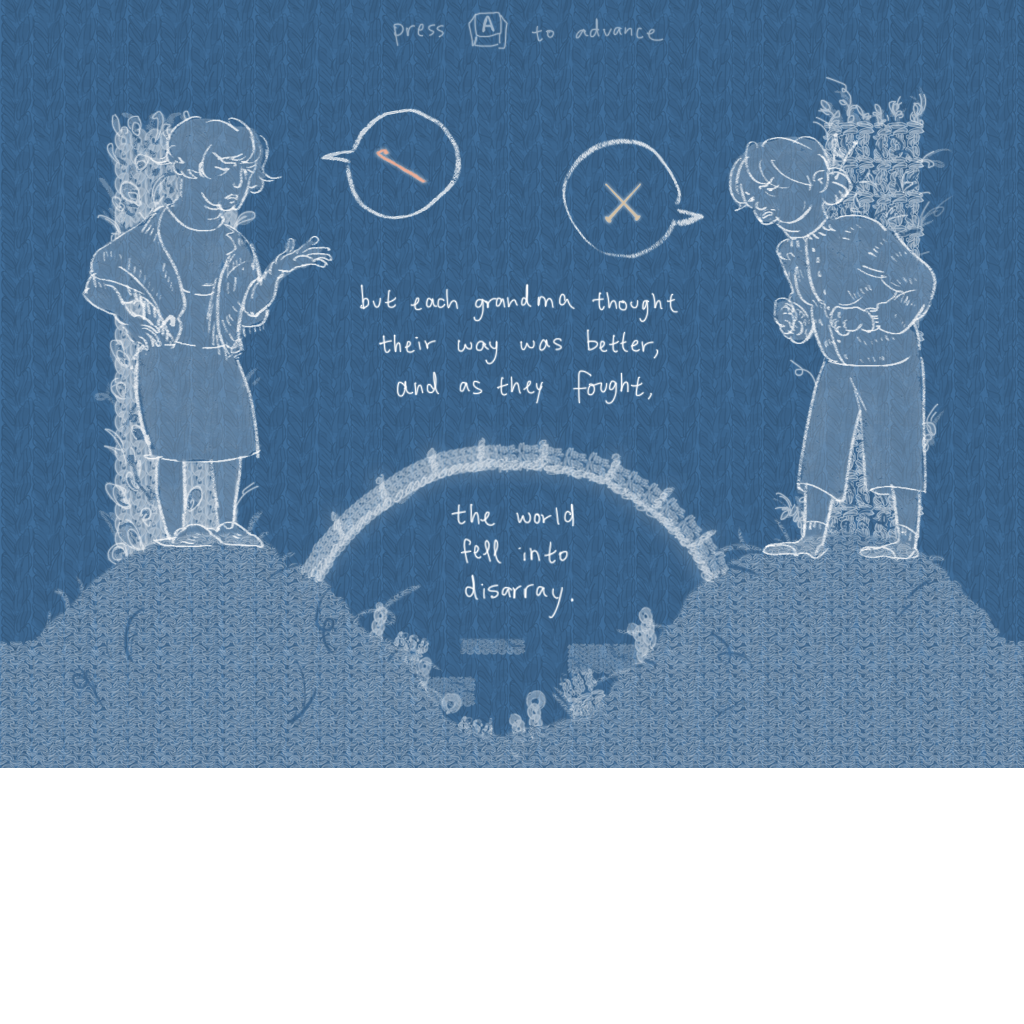 press A to advance
but each grandma thought
their way was better,
and as they fought,
the world
fell into
disarray.